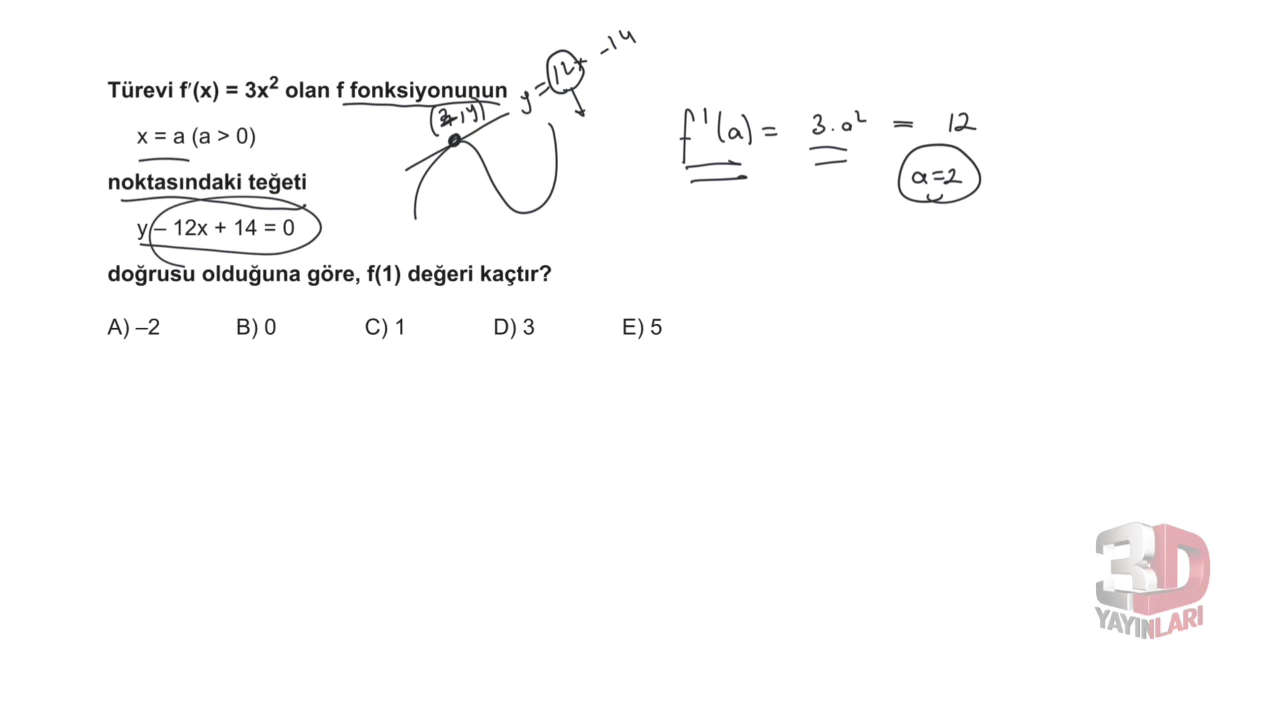 Türevi f'(x) = 3x² olan f fonksiyonunun
x = a (a > 0)
noktasındaki teğeti
y – 12x + 14 = 0
doğrusu olduğuna göre, f(1) değeri kaçtır?
A) –2 B) 0 C) 1 D) 3 E) 5
y = 12x -14
f'(a) = 3.a² = 12
a=2
3D
YAYINLARI